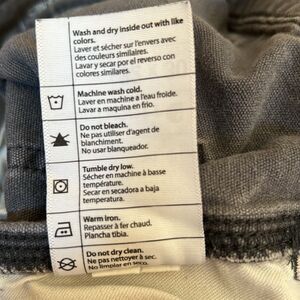 Wash and dry inside out with like
colors.
Laver et sécher sur l'envers avec
des couleurs similaires.
Lavar y secar por el reverso con
colores similares.
Machine wash cold.
Laver en machine à l'eau froide.
Lavar a maquina en frio.
Do not bleach.
Ne pas utiliser d'agent de
blanchiment.
No usar blanqueador.
Tumble dry low.
Sécher en machine à basse
température.
Secar en secadora a baja
temperatura.
Warm iron.
Repasser à fer chaud.
Plancha tibia.
Do not dry clean.
Ne pas nettoyer à sec.
No limpiar en seco.